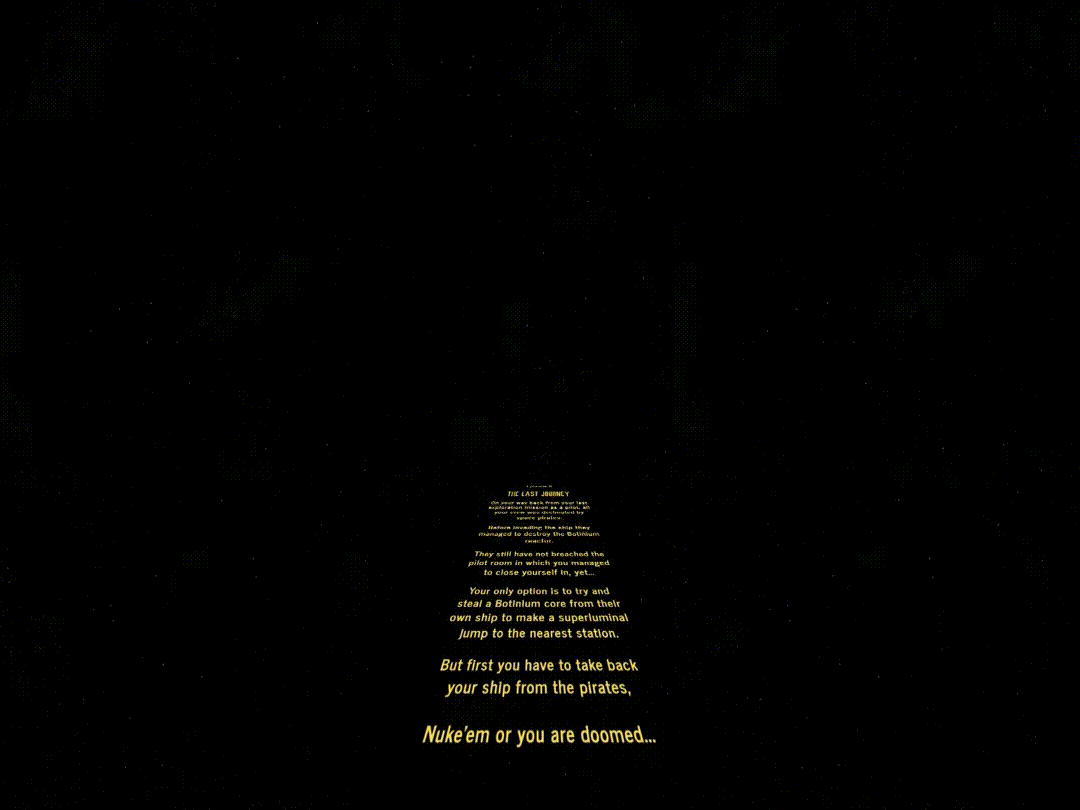 THE LAST JOURNEY
On your way back from your last
exploration mission as a pilot, all
your crew was decimated by
space pirates.
Before invading the ship they
managed to destroy the Botinium
reactor.
They still have not breached the
pilot room in which you managed
to close yourself in, yet...
Your only option is to try and
steal a Botinium core from their
own ship to make a superluminal
jump to the nearest station.
But first you have to take back
your ship from the pirates,
Nuke'em or you are doomed...